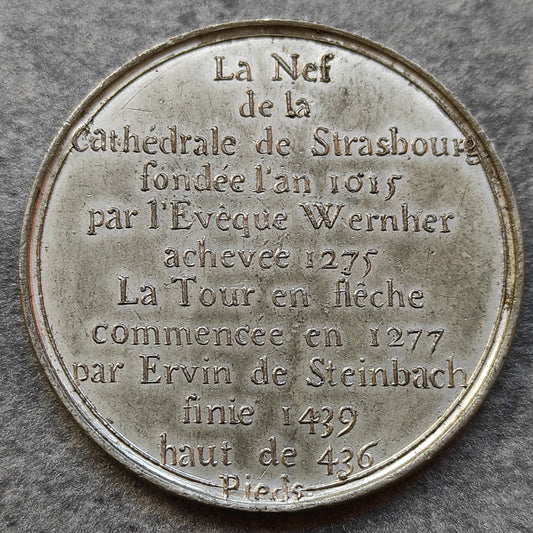 La Nef
de la
Cathédrale de Strasbourg
fondée l'an 1015
par l'Evèque Wernher
achevée 1275
La Tour en flêche
commencée en 1277
par Ervin de Steinbach
finie 1439
haut de 436
Pieds